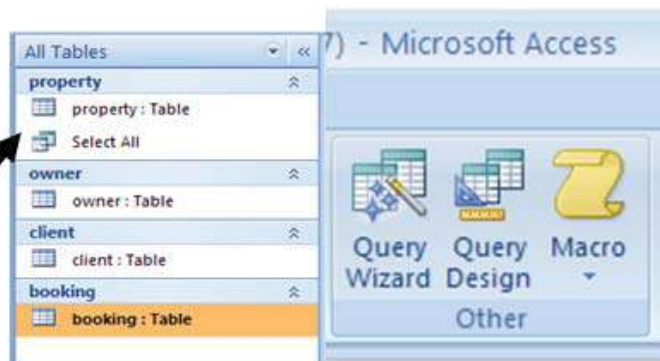 All Tables
property
property : Table
Select All
owner
owner : Table
client
client : Table
booking
booking : Table
7) - Microsoft Access
Query Wizard
Query Design
Macro
Other